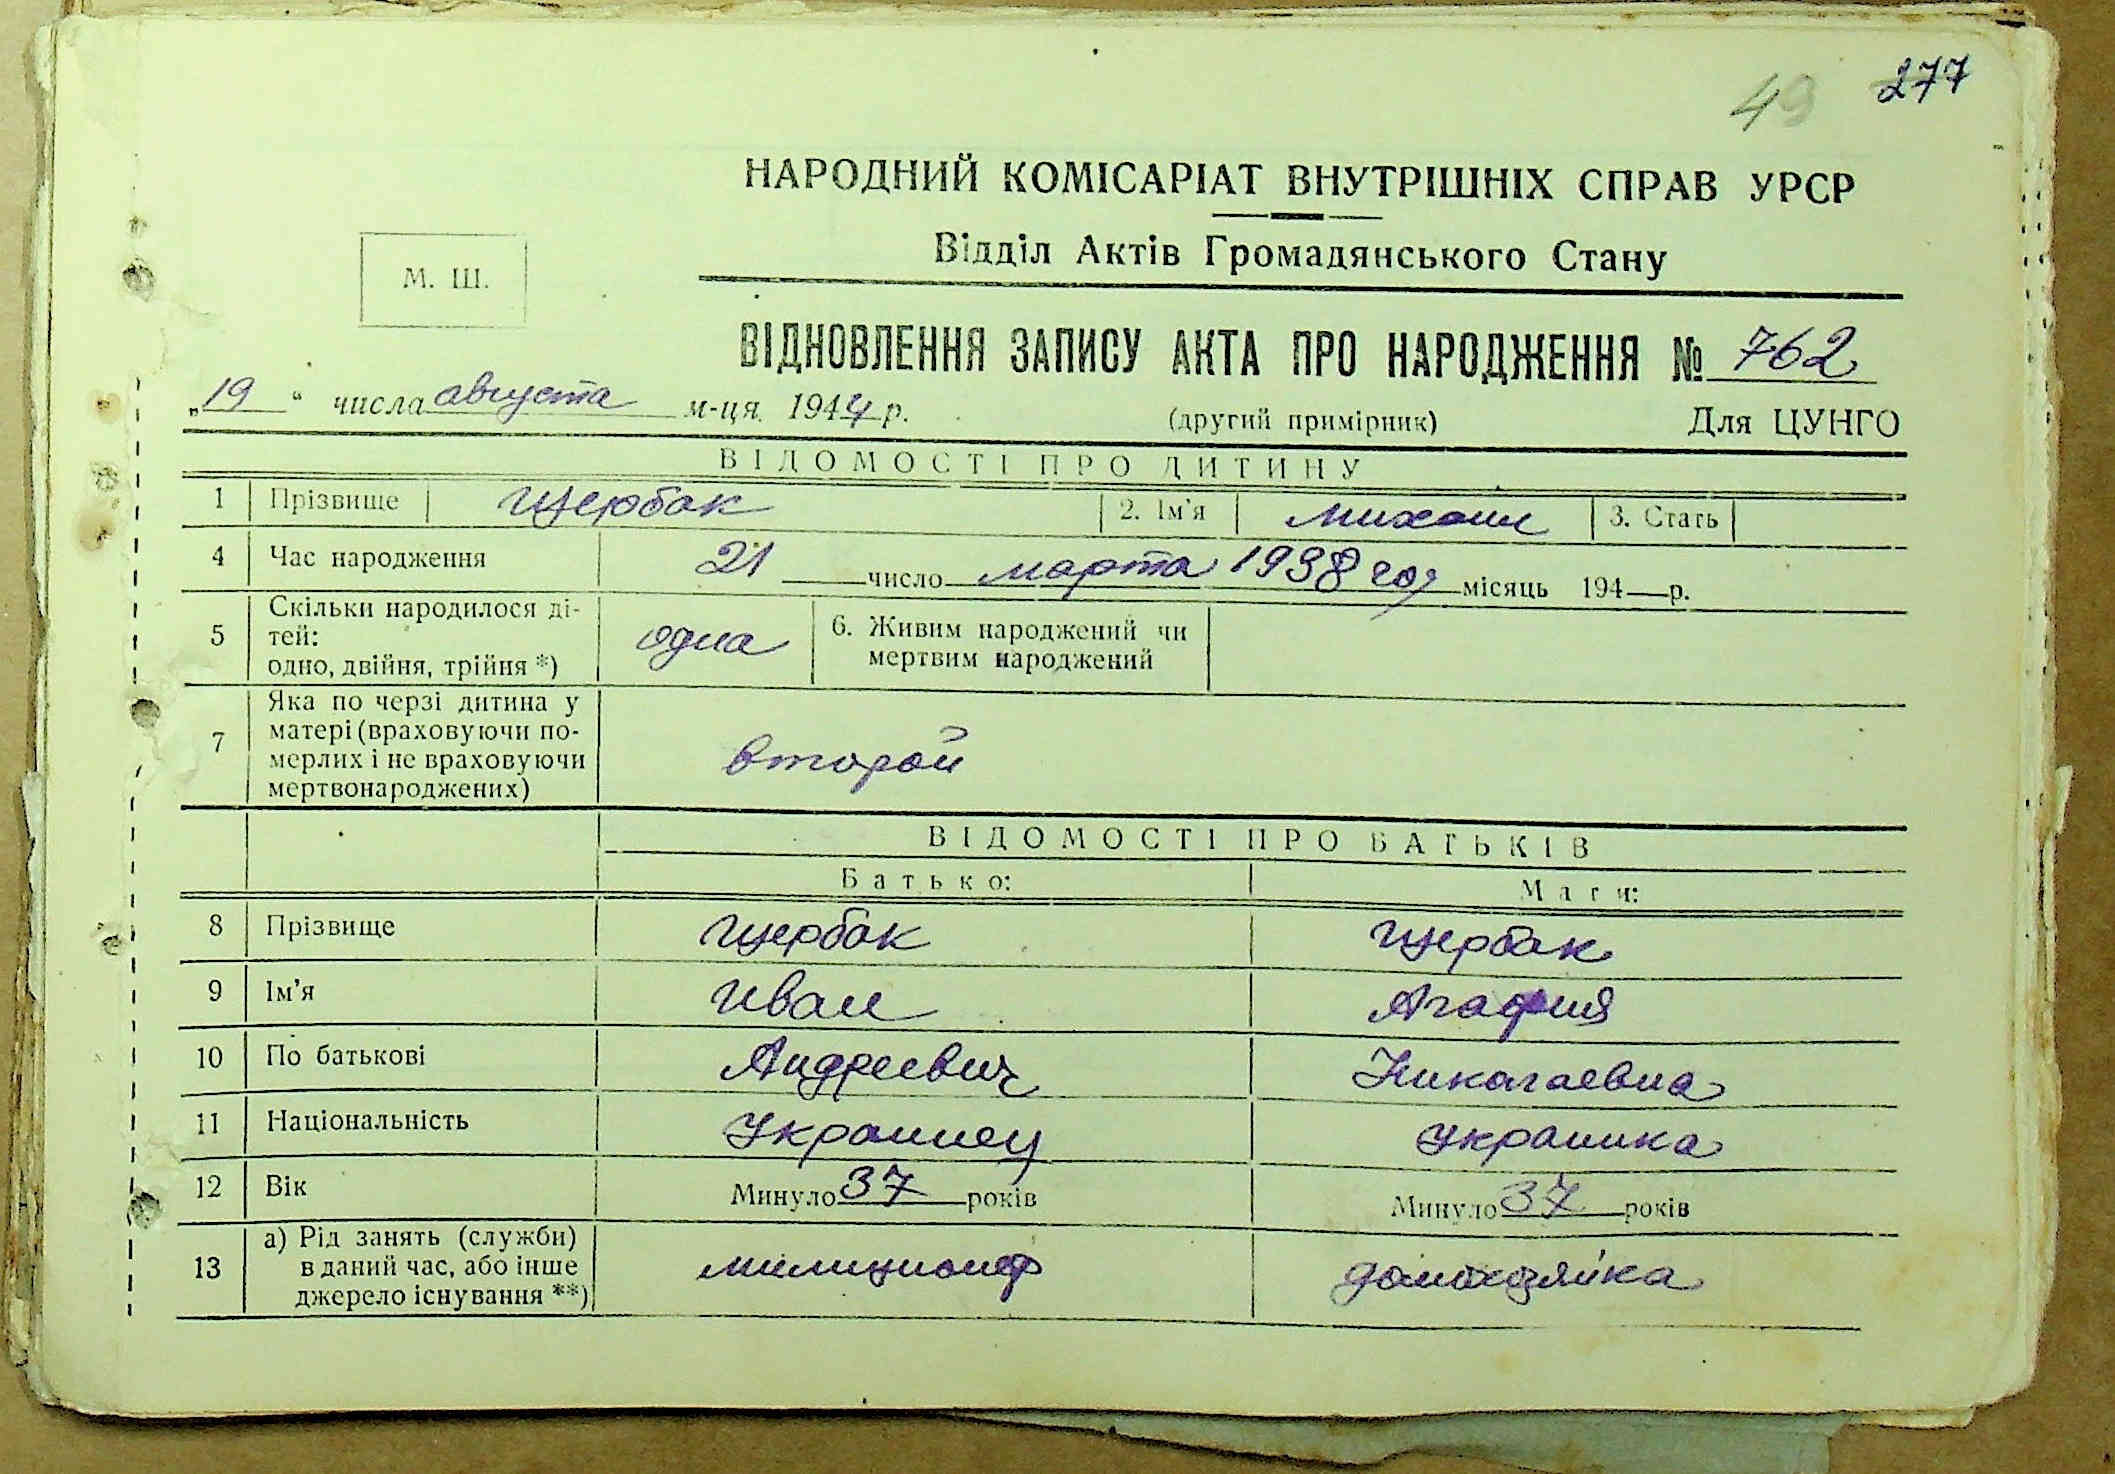 49 277
НАРОДНИЙ КОМІСАРІАТ ВНУТРІШНІХ СПРАВ УРСР
Відділ Актів Громадянського Стану
М. Ш.
ВІДНОВЛЕННЯ ЗАПИСУ АКТА ПРО НАРОДЖЕННЯ № 762
„19“ числа августа м-ця 1944 р. (другий примірник) Для ЦУНГО
ВІДОМОСТІ ПРО ДИТИНУ
1 Прізвище Щербак 2. Ім'я Михаил 3. Стать
4 Час народження 21 число марта 1938 год місяць 194 р.
5 Скільки народилося ді-
тей:
одно, двійня, трійня *) одна 6. Живим народжений чи
мертвим народжений
7 Яка по черзі дитина у
матері (враховуючи по-
мерлих і не враховуючи
мертвонароджених) второй
ВІДОМОСТІ ПРО БАТЬКІВ
Батько: Мати:
8 Прізвище Щербак Щербак
9 Ім'я Иван Агафия
10 По батькові Андреевич Николаевна
11 Національність Украинец украинка
12 Вік Минуло 37 років Минуло 37 років
13 а) Рід занять (служби)
в даний час, або інше
джерело існування **) милиционер домохозяйка